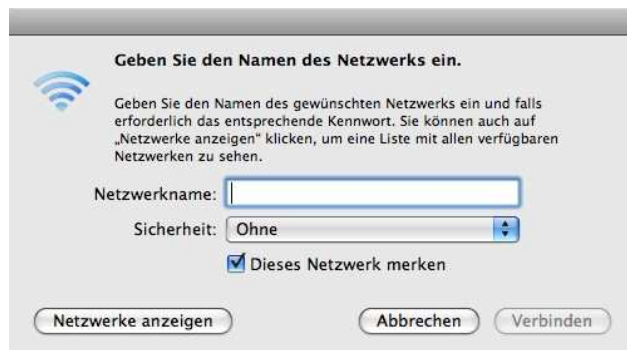 Geben Sie den Namen des Netzwerks ein.
Geben Sie den Namen des gewünschten Netzwerks ein und falls
erforderlich das entsprechende Kennwort. Sie können auch auf
„Netzwerke anzeigen“ klicken, um eine Liste mit allen verfügbaren
Netzwerken zu sehen.
Netzwerkname:
Sicherheit: Ohne
Dieses Netzwerk merken
Netzwerke anzeigen Abbrechen Verbinden